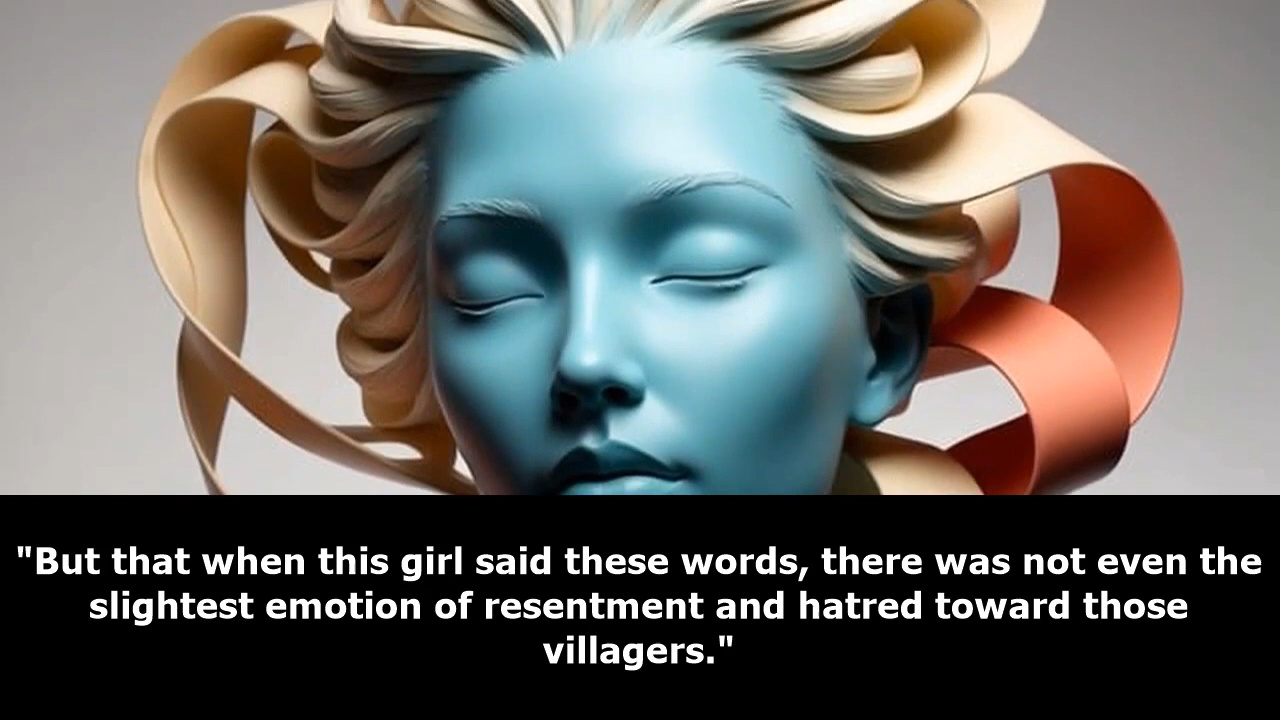 "But that when this girl said these words, there was not even the
slightest emotion of resentment and hatred toward those
villagers."